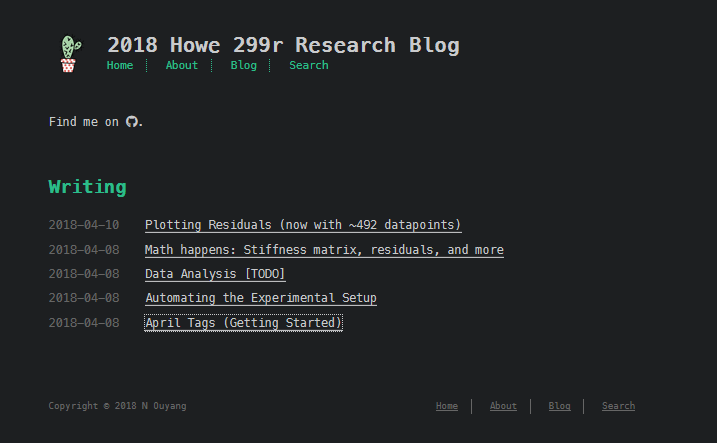 2018 Howe 299r Research Blog
Home About Blog Search
Find me on .
Writing
2018-04-10 Plotting Residuals (now with ~492 datapoints)
2018-04-08 Math happens: Stiffness matrix, residuals, and more
2018-04-08 Data Analysis [TODO]
2018-04-08 Automating the Experimental Setup
2018-04-08 April Tags (Getting Started)
Copyright © 2018 N Ouyang Home About Blog Search